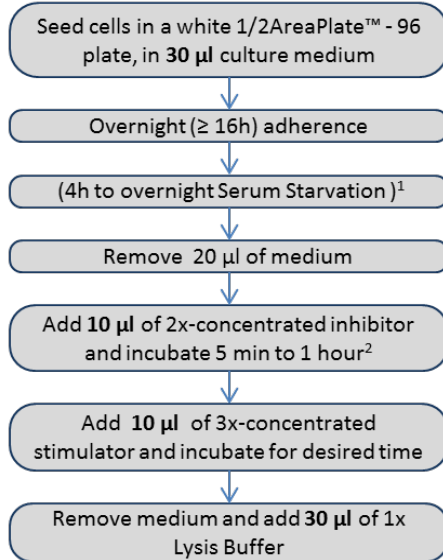 Seed cells in a white 1/2AreaPlate™ - 96
plate, in 30 µl culture medium
Overnight (≥ 16h) adherence
(4h to overnight Serum Starvation )¹
Remove 20 µl of medium
Add 10 µl of 2x-concentrated inhibitor
and incubate 5 min to 1 hour²
Add 10 µl of 3x-concentrated
stimulator and incubate for desired time
Remove medium and add 30 µl of 1x
Lysis Buffer